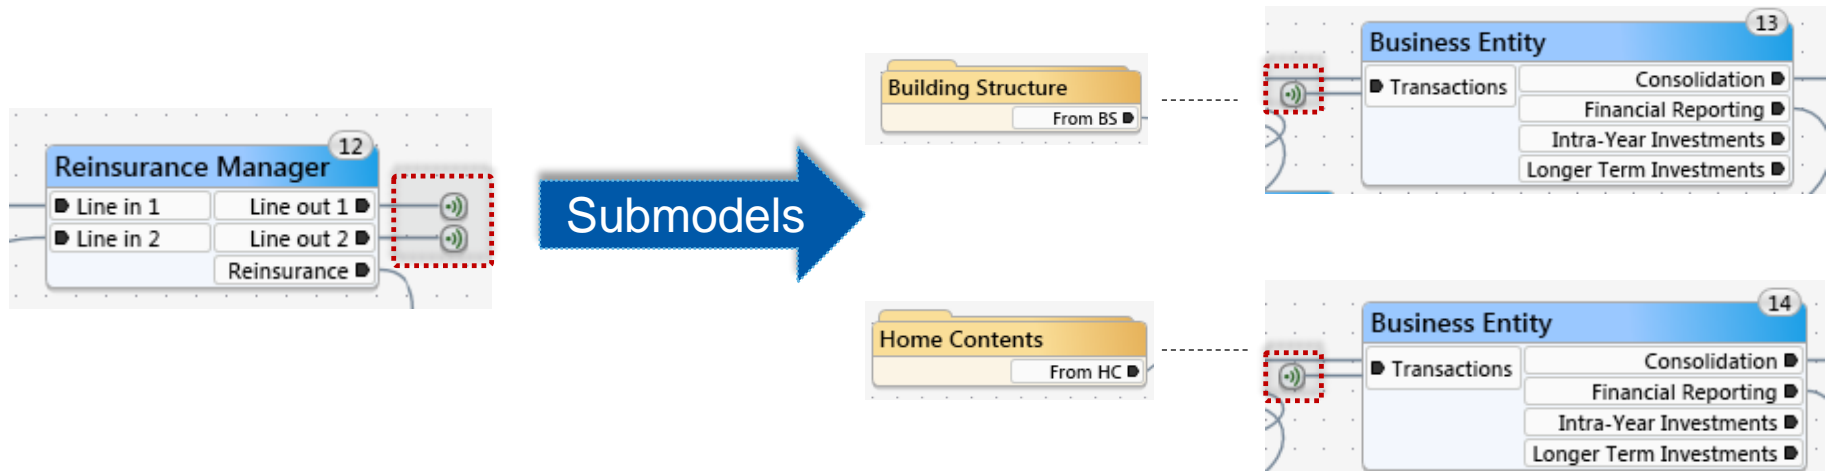 12
Reinsurance Manager
Line in 1 Line out 1
Line in 2 Line out 2
Reinsurance
Submodels
Building Structure
From BS
Home Contents
From HC
13
Business Entity
Transactions Consolidation
Financial Reporting
Intra-Year Investments
Longer Term Investments
14
Business Entity
Transactions Consolidation
Financial Reporting
Intra-Year Investments
Longer Term Investments